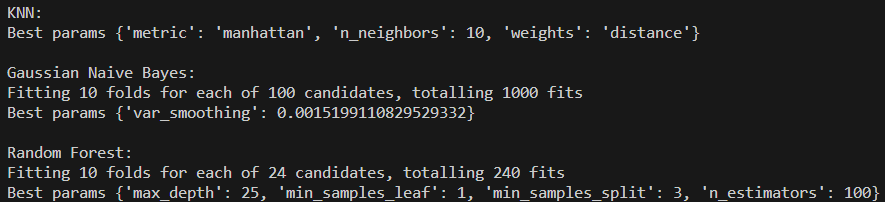 KNN:
Best params {'metric': 'manhattan', 'n_neighbors': 10, 'weights': 'distance'}
Gaussian Naive Bayes:
Fitting 10 folds for each of 100 candidates, totalling 1000 fits
Best params {'var_smoothing': 0.0015199110829529332}
Random Forest:
Fitting 10 folds for each of 24 candidates, totalling 240 fits
Best params {'max_depth': 25, 'min_samples_leaf': 1, 'min_samples_split': 3, 'n_estimators': 100}